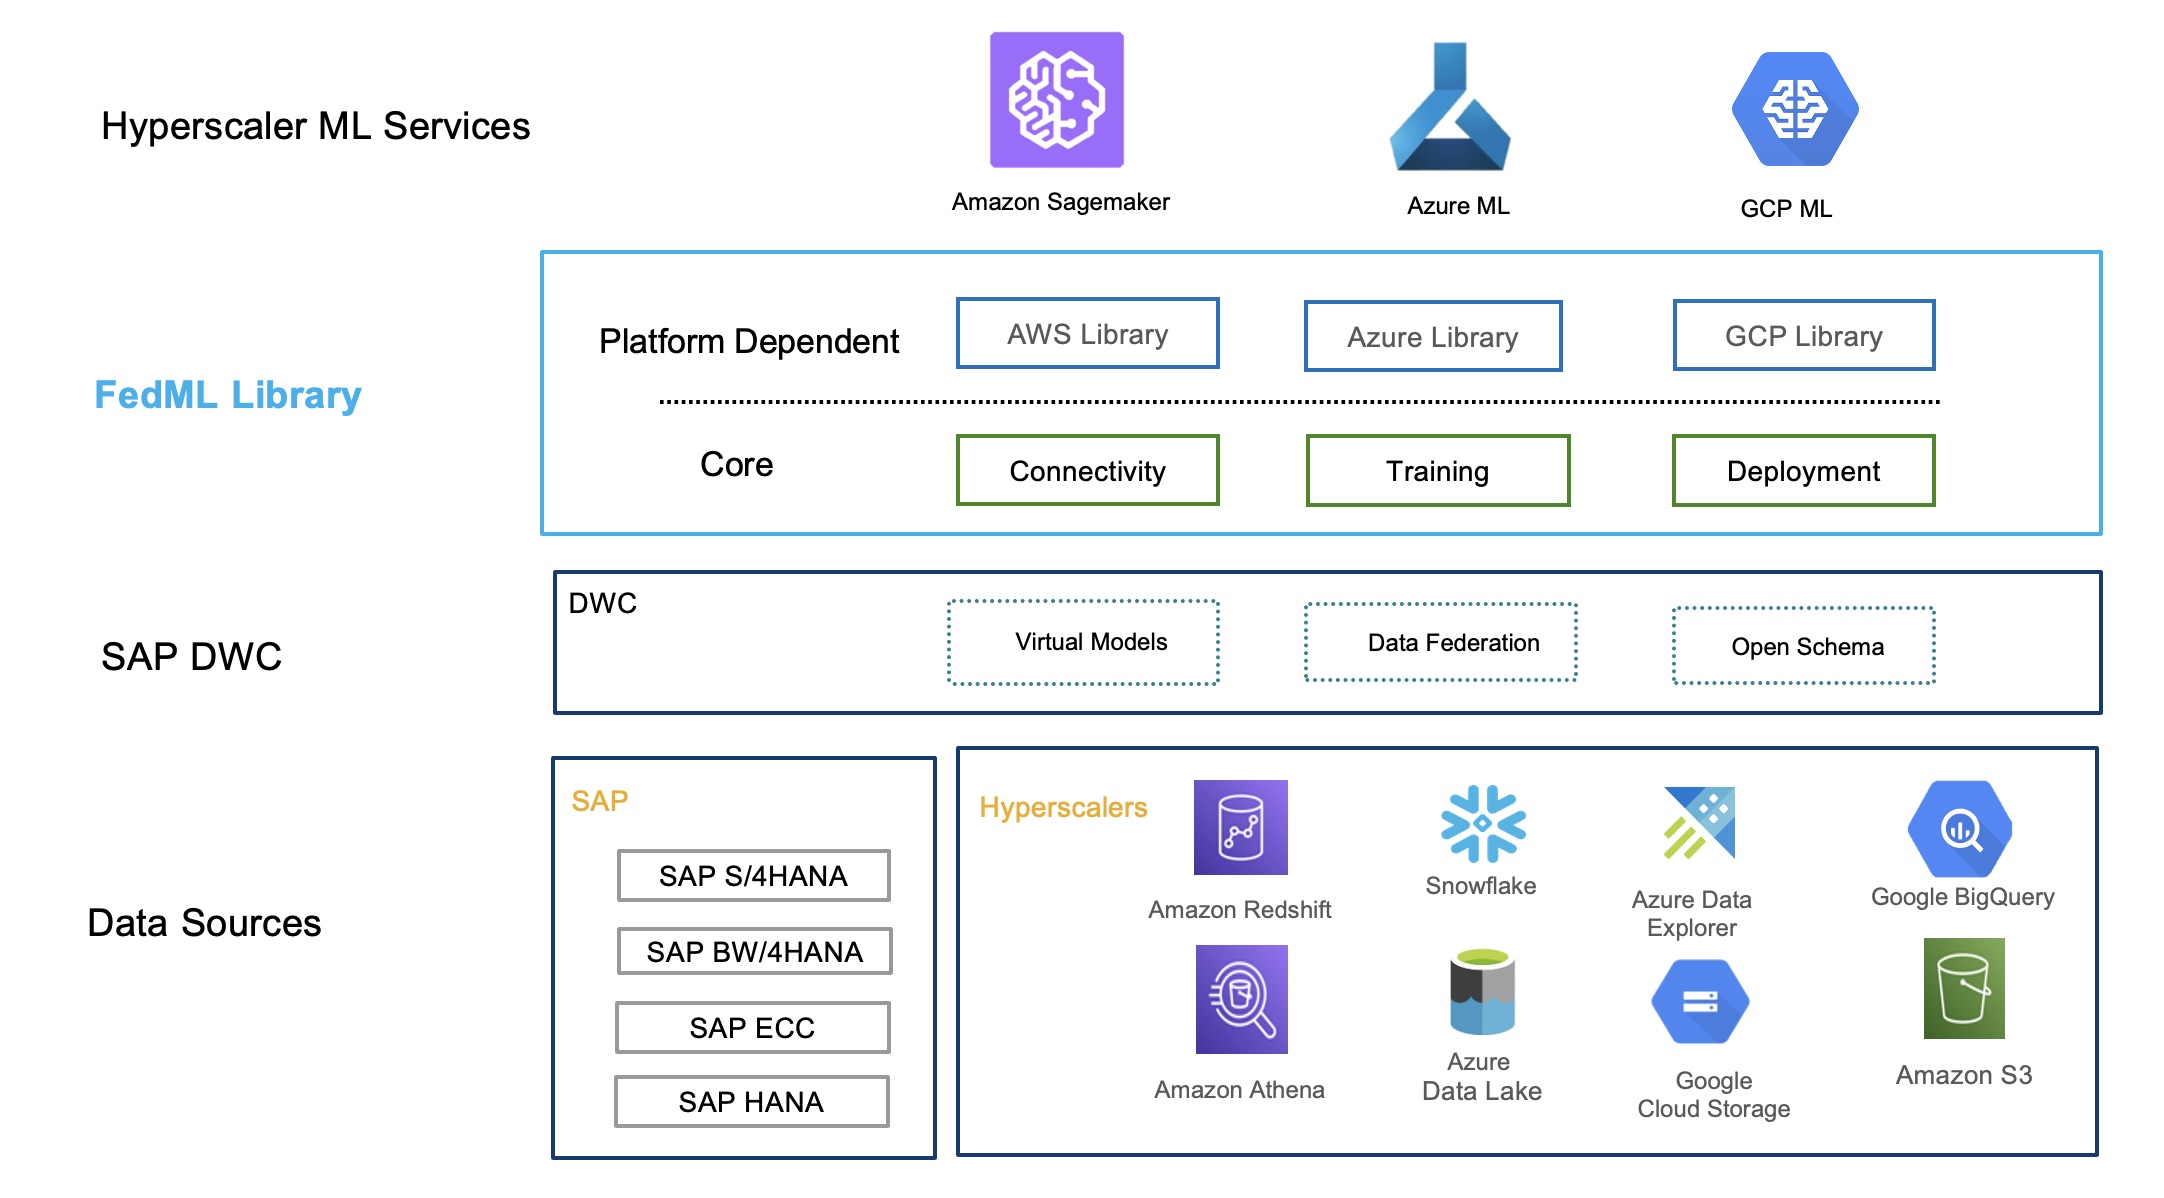 Hyperscaler ML Services
Amazon Sagemaker
Azure ML
GCP ML
FedML Library
Platform Dependent
AWS Library
Azure Library
GCP Library
Core
Connectivity
Training
Deployment
SAP DWC
DWC
Virtual Models
Data Federation
Open Schema
Data Sources
SAP
SAP S/4HANA
SAP BW/4HANA
SAP ECC
SAP HANA
Hyperscalers
Amazon Redshift
Snowflake
Azure Data
Explorer
Google BigQuery
Amazon Athena
Azure
Data Lake
Google
Cloud Storage
Amazon S3